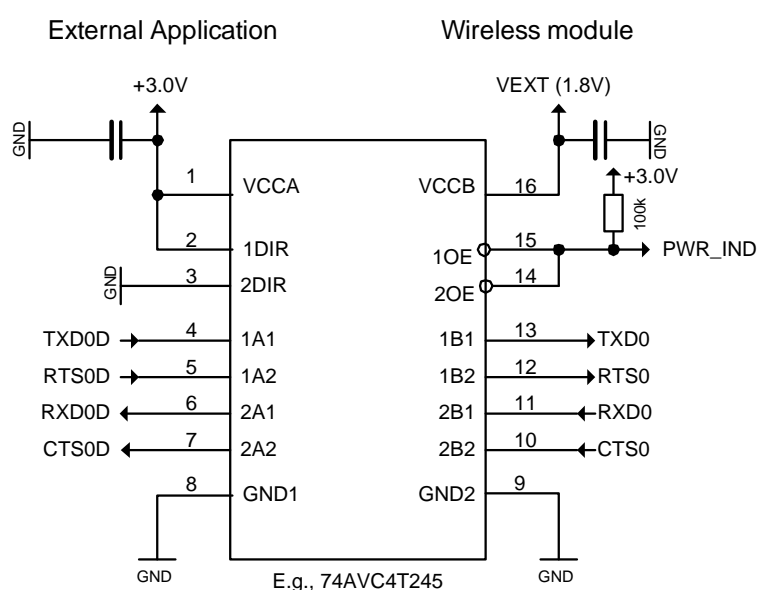 External Application
Wireless module
+3.0V
VEXT (1.8V)
GND
GND
+3.0V
100k
1
VCCA
VCCB
16
2
1DIR
1OE
15
PWR_IND
3
GND
2DIR
2OE
14
TXD0D
4
1A1
1B1
13
TXD0
RTS0D
5
1A2
1B2
12
RTS0
RXD0D
6
2A1
2B1
11
RXD0
CTS0D
7
2A2
2B2
10
CTS0
8
GND1
GND2
9
GND
GND
E.g., 74AVC4T245